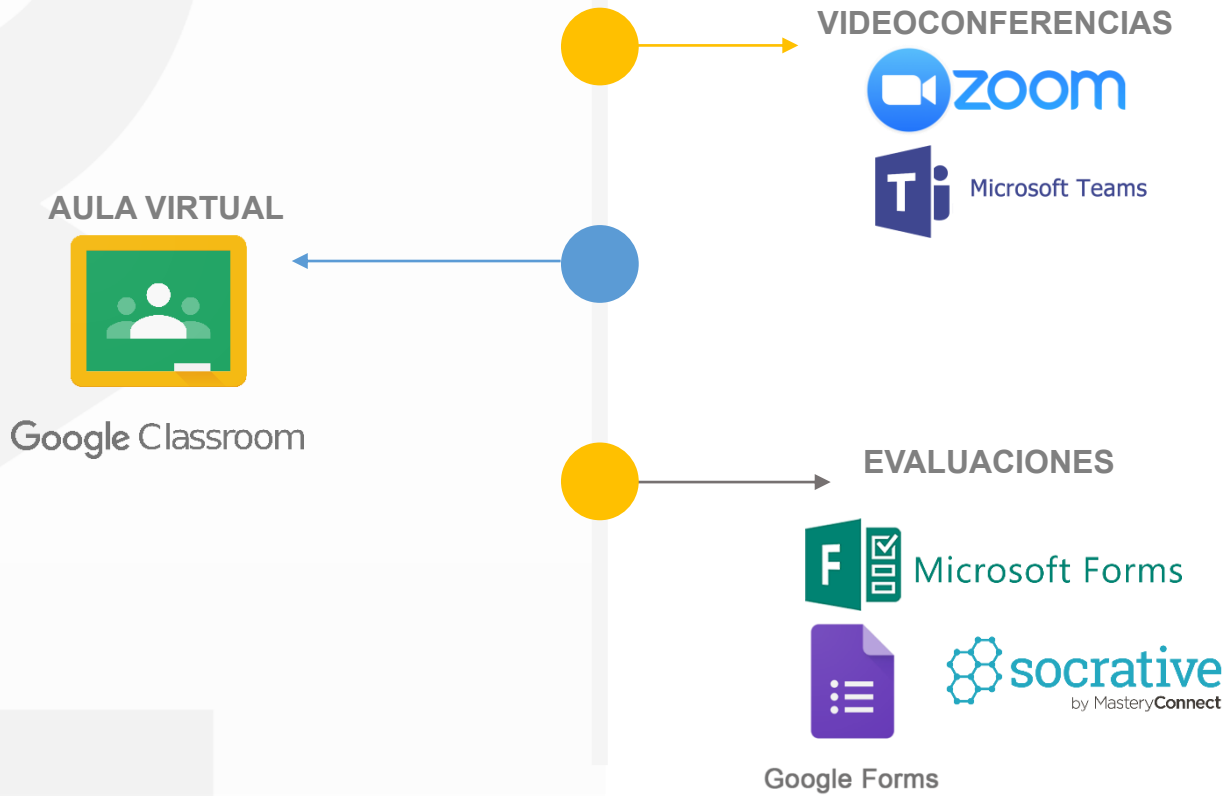 VIDEOCONFERENCIAS
zoom
T
Microsoft Teams
AULA VIRTUAL
Google Classroom
EVALUACIONES
F
Microsoft Forms
socrative
by MasteryConnect
Google Forms